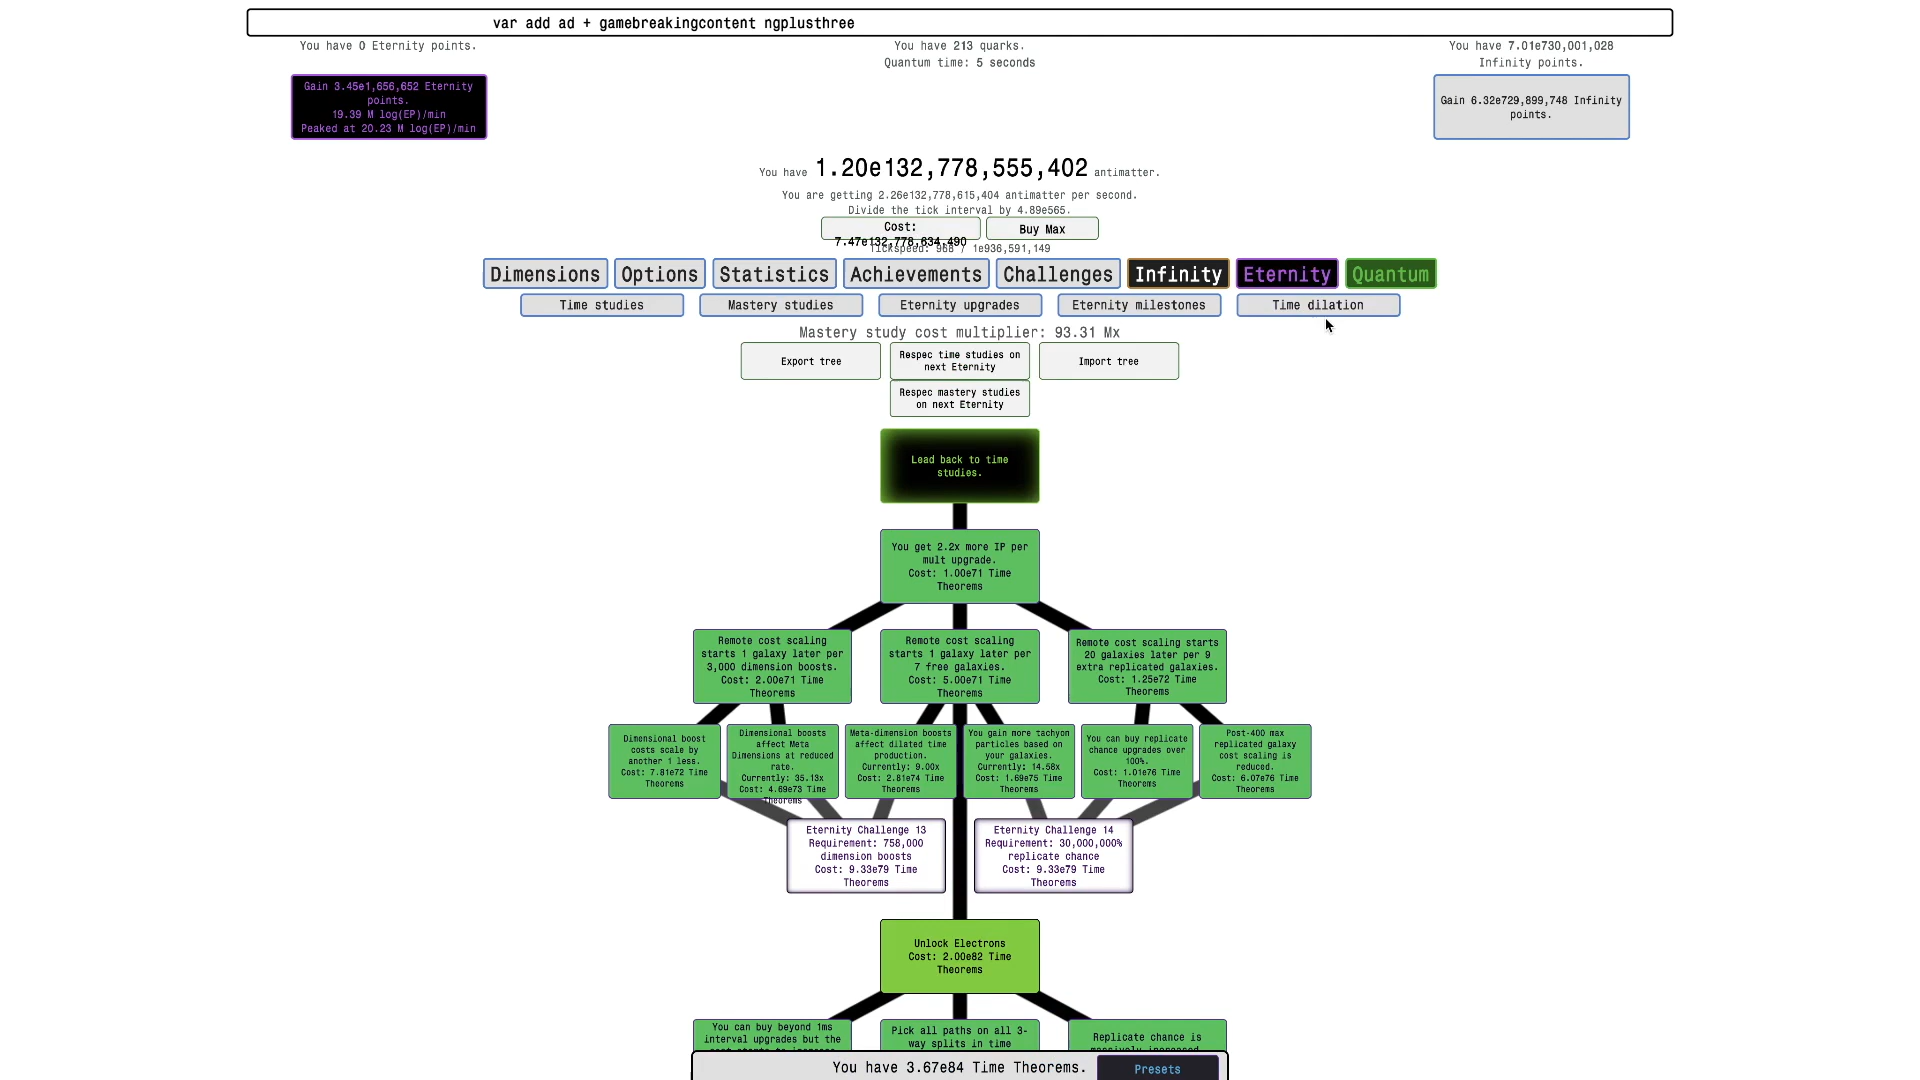 var add ad + gamebreakingcontent ngplusthree
You have 0 Eternity points.
You have 213 quarks.
Quantum time: 5 seconds
You have 7.01e730,001,028
Infinity points.
Gain 3.45e1,656,652 Eternity
points.
19.39 M log(EP)/min
Peaked at 20.23 M log(EP)/min
Gain 6.32e729,899,748 Infinity
points.
You have 1.20e132,778,555,402 antimatter.
You are getting 2.26e132,778,615,404 antimatter per second.
Divide the tick interval by 4.89e565.
Cost:
7.47e132,778,634,490
Buy Max
Tickspeed: 968 / 1e936,591,149
Dimensions
Options
Statistics
Achievements
Challenges
Infinity
Eternity
Quantum
Time studies
Mastery studies
Eternity upgrades
Eternity milestones
Time dilation
Mastery study cost multiplier: 93.31 Mx
Export tree
Respec time studies on
next Eternity
Import tree
Respec mastery studies
on next Eternity
Lead back to time
studies.
You get 2.2x more IP per
mult upgrade.
Cost: 1.00e71 Time
Theorems
Remote cost scaling
starts 1 galaxy later per
3,000 dimension boosts.
Cost: 2.00e71 Time
Theorems
Remote cost scaling
starts 1 galaxy later per
7 free galaxies.
Cost: 5.00e71 Time
Theorems
Remote cost scaling starts
20 galaxies later per 9
extra replicated galaxies.
Cost: 1.25e72 Time
Theorems
Dimensional boost
costs scale by
another 1 less.
Cost: 7.81e72 Time
Theorems
Dimensional boosts
affect Meta
Dimensions at reduced
rate.
Currently: 35.13x
Cost: 4.69e73 Time
Theorems
Meta-dimension boosts
affect dilated time
production.
Currently: 9.00x
Cost: 2.81e74 Time
Theorems
You gain more tachyon
particles based on
your galaxies.
Currently: 14.58x
Cost: 1.69e75 Time
Theorems
You can buy replicate
chance upgrades over
100%.
Cost: 1.01e76 Time
Theorems
Post-400 max
replicated galaxy
cost scaling is
reduced.
Cost: 6.07e76 Time
Theorems
Eternity Challenge 13
Requirement: 758,000
dimension boosts
Cost: 9.33e79 Time
Theorems
Eternity Challenge 14
Requirement: 30,000,000%
replicate chance
Cost: 9.33e79 Time
Theorems
Unlock Electrons
Cost: 2.00e82 Time
Theorems
You can buy beyond 1ms
interval upgrades but the
cost starts to increase
Pick all paths on all 3-
way splits in time
Replicate chance is
massively increased
You have 3.67e84 Time Theorems.
Presets